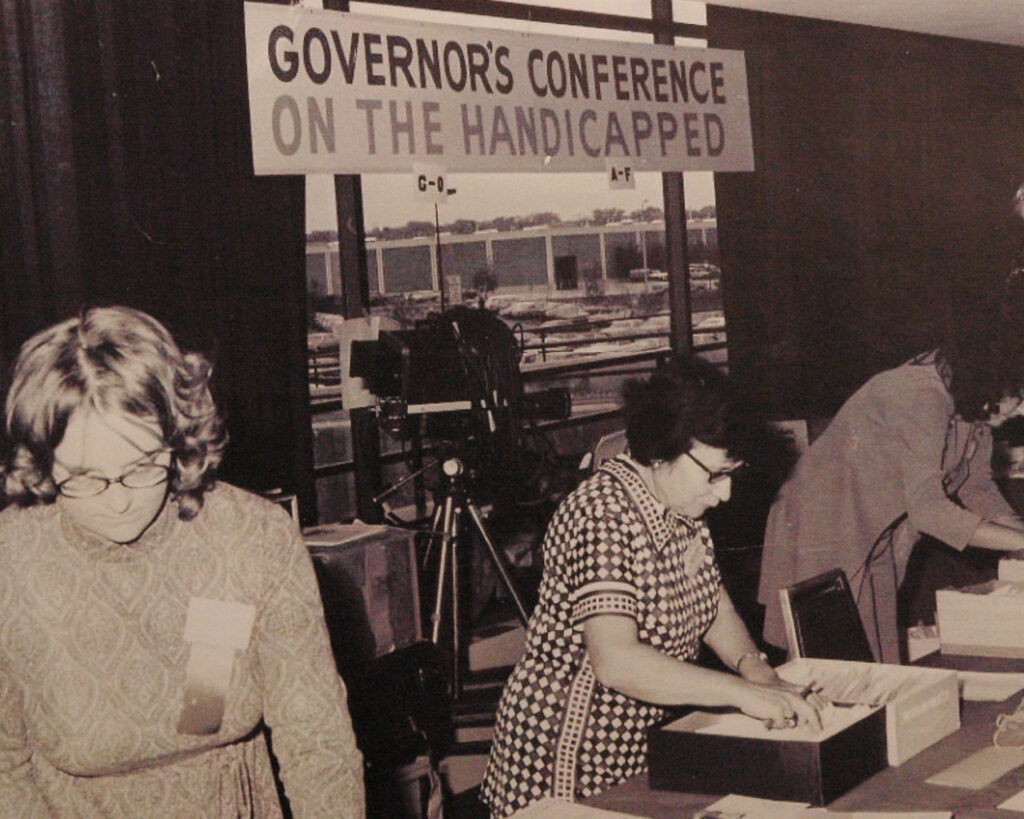 GOVERNOR'S CONFERENCE
ON THE HANDICAPPED
G-O
A-F